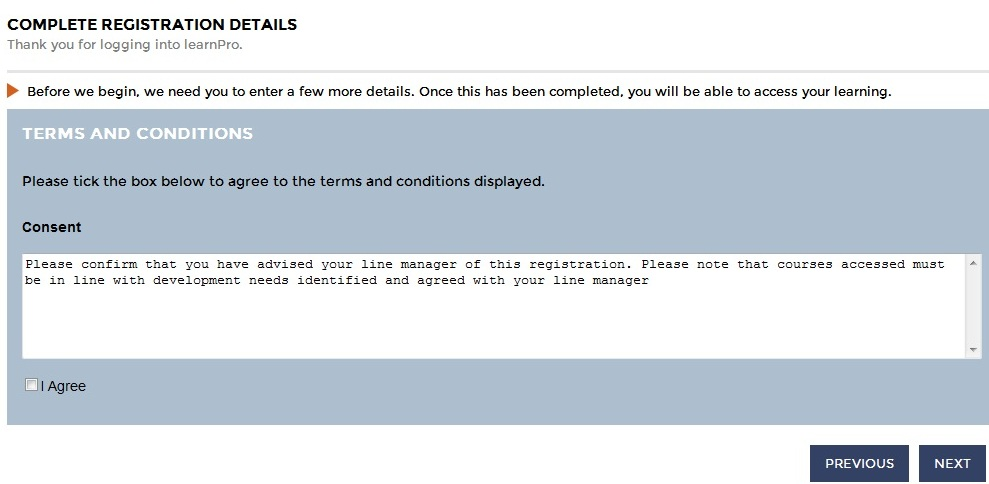 COMPLETE REGISTRATION DETAILS
Thank you for logging into learnPro.
Before we begin, we need you to enter a few more details. Once this has been completed, you will be able to access your learning.
TERMS AND CONDITIONS
Please tick the box below to agree to the terms and conditions displayed.
Consent
Please confirm that you have advised your line manager of this registration. Please note that courses accessed must
be in line with development needs identified and agreed with your line manager
I Agree
PREVIOUS NEXT